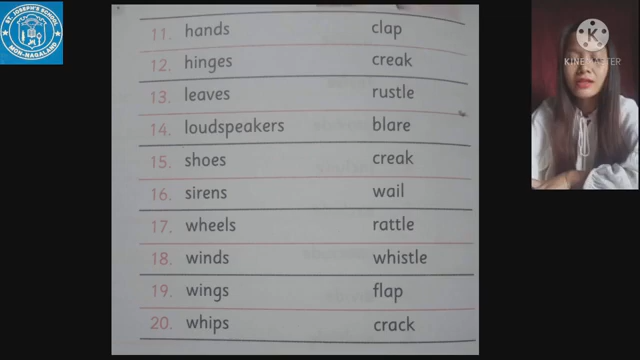 ST. JOSEPH'S SCHOOL
MON-NAGALAND
KINEMASTER
11. hands clap
12. hinges creak
13. leaves rustle
14. loudspeakers blare
15. shoes creak
16. sirens wail
17. wheels rattle
18. winds whistle
19. wings flap
20. whips crack